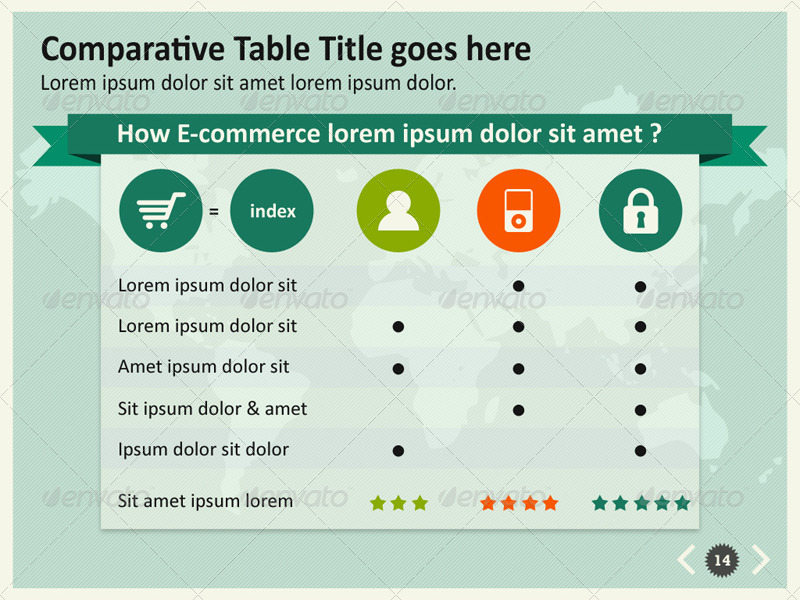 Comparative Table Title goes here
Lorem ipsum dolor sit amet lorem ipsum dolor.
How E-commerce lorem ipsum dolor sit amet ?
= index
Lorem ipsum dolor sit
Lorem ipsum dolor sit
Amet ipsum dolor sit
Sit ipsum dolor & amet
Ipsum dolor sit dolor
Sit amet ipsum lorem
14
envato envato envato envato
envato envato envato envato
envato envato envato envato